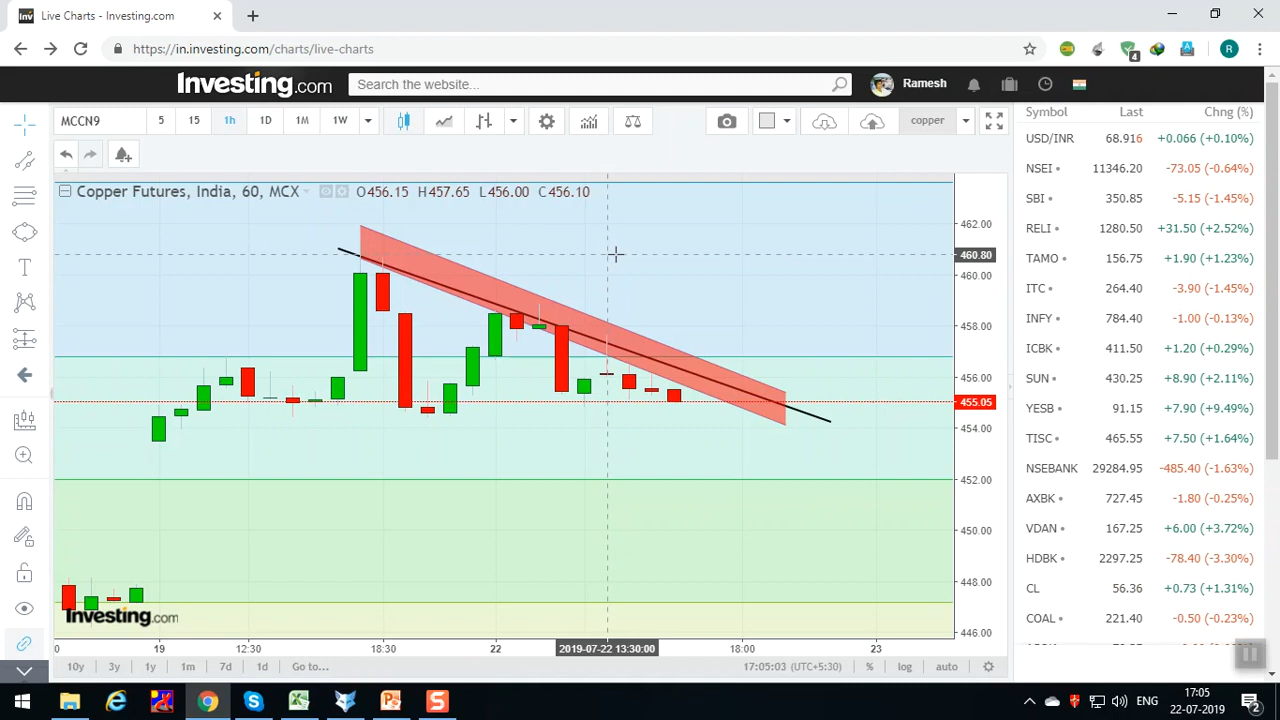 Live Charts - Investing.com
https://in.investing.com/charts/live-charts
4
R
Investing.com
Search the website...
Ramesh
MCCN9 5 15 1h 1D 1M 1W
copper
Copper Futures, India, 60, MCX O456.15 H457.65 L456.00 C456.10
462.00
460.80
460.00
458.00
456.00
455.05
454.00
452.00
450.00
448.00
446.00
Investing.com
0 19 12:30 18:30 22 2019-07-22 13:30:00 18:00 23
10y 3y 1y 1m 7d 1d Go to... 17:05:03 (UTC+5:30) % log auto
Symbol Last Chng (%)
USD/INR 68.916 +0.066 (+0.10%)
NSEI 11346.20 -73.05 (-0.64%)
SBI 350.85 -5.15 (-1.45%)
RELI 1280.50 +31.50 (+2.52%)
TAMO 156.75 +1.90 (+1.23%)
ITC 264.40 -3.90 (-1.45%)
INFY 784.40 -1.00 (-0.13%)
ICBK 411.50 +1.20 (+0.29%)
SUN 430.25 +8.90 (+2.11%)
YESB 91.15 +7.90 (+9.49%)
TISC 465.55 +7.50 (+1.64%)
NSEBANK 29284.95 -485.40 (-1.63%)
AXBK 727.45 -1.80 (-0.25%)
VDAN 167.25 +6.00 (+3.72%)
HDBK 2297.25 -78.40 (-3.30%)
CL 56.36 +0.73 (+1.31%)
COAL 221.40 -0.50 (-0.23%)
ENG
17:05
22-07-2019
2